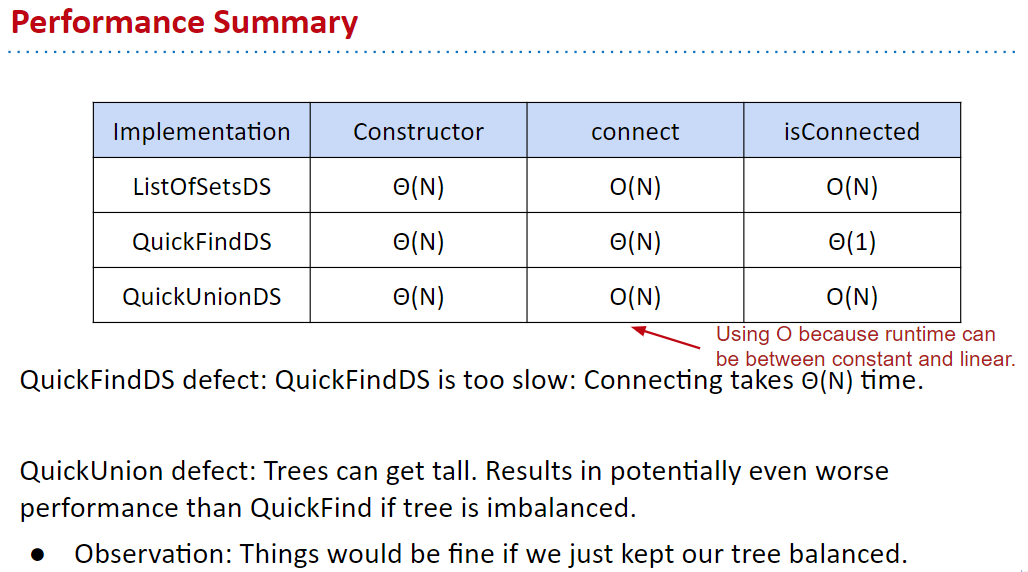 Performance Summary
Implementation Constructor connect isConnected
ListOfSetsDS Θ(N) O(N) O(N)
QuickFindDS Θ(N) Θ(N) Θ(1)
QuickUnionDS Θ(N) O(N) O(N)
Using O because runtime can
be between constant and linear.
QuickFindDS defect: QuickFindDS is too slow: Connecting takes Θ(N) time.
QuickUnion defect: Trees can get tall. Results in potentially even worse
performance than QuickFind if tree is imbalanced.
● Observation: Things would be fine if we just kept our tree balanced.